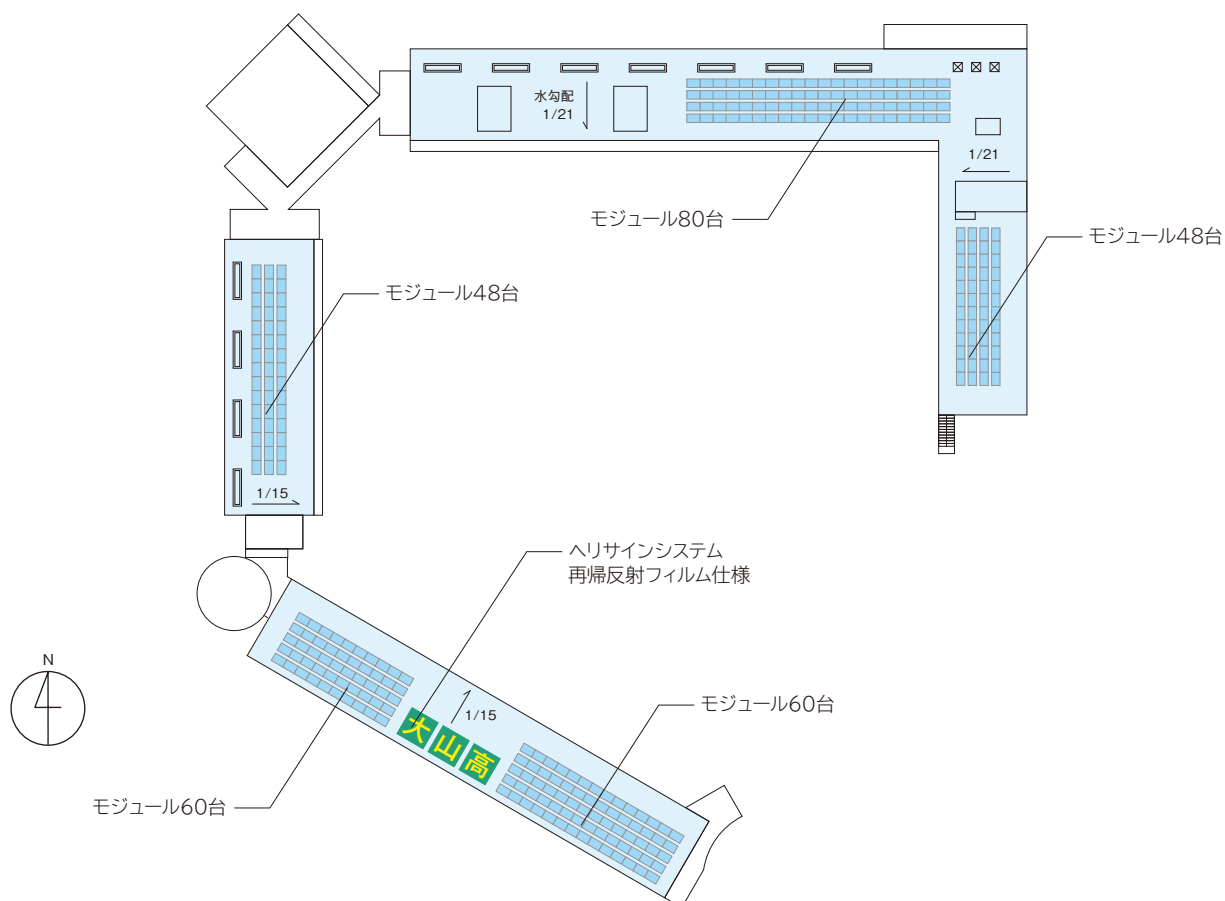 水勾配
1/21
1/21
モジュール80台
モジュール48台
モジュール48台
1/15
ヘリサインシステム
再帰反射フィルム仕様
N
1/15
大山高
モジュール60台
モジュール60台